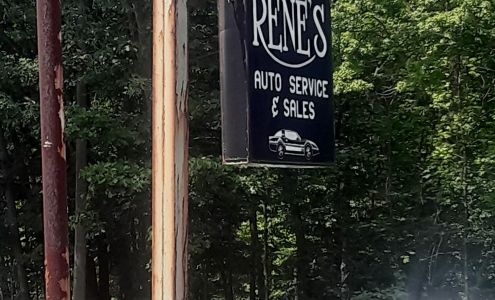 RENE'S
AUTO SERVICE
& SALES